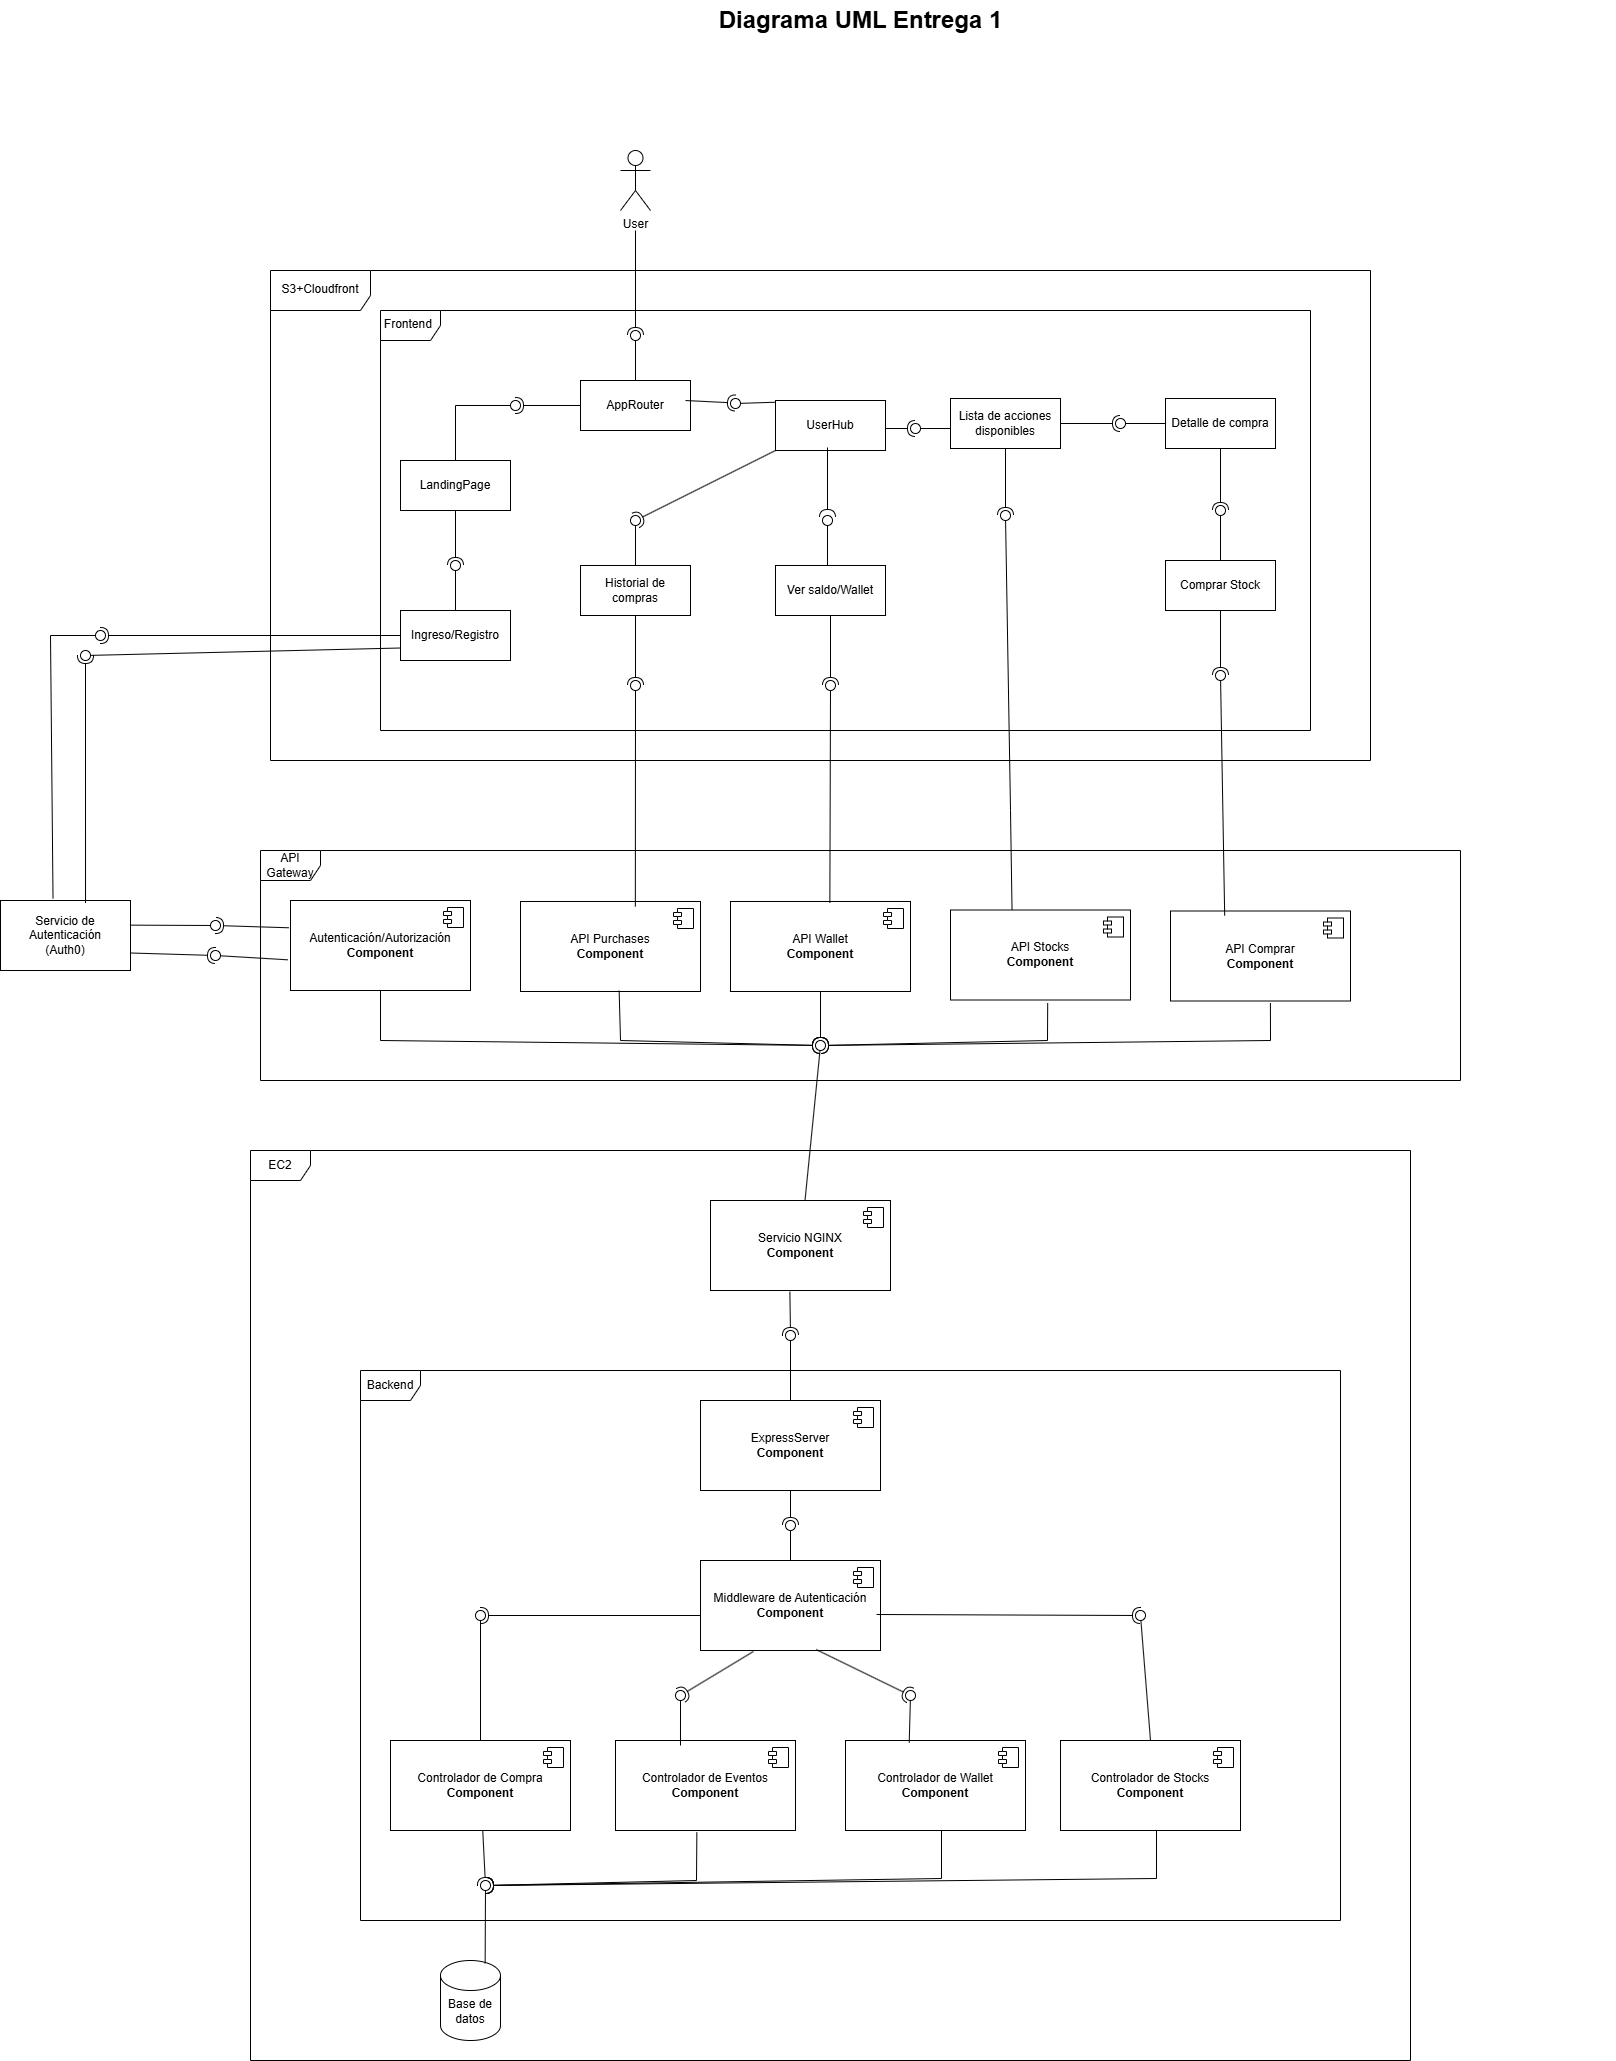 Diagrama UML Entrega 1
User
S3+Cloudfront
Frontend
AppRouter
UserHub
Lista de acciones
disponibles
Detalle de compra
LandingPage
Historial de
compras
Ver saldo/Wallet
Comprar Stock
Ingreso/Registro
API
Gateway
Servicio de
Autenticación
(Auth0)
Autenticación/Autorización
Component
API Purchases
Component
API Wallet
Component
API Stocks
Component
API Comprar
Component
EC2
Servicio NGINX
Component
Backend
ExpressServer
Component
Middleware de Autenticación
Component
Controlador de Compra
Component
Controlador de Eventos
Component
Controlador de Wallet
Component
Controlador de Stocks
Component
Base de
datos